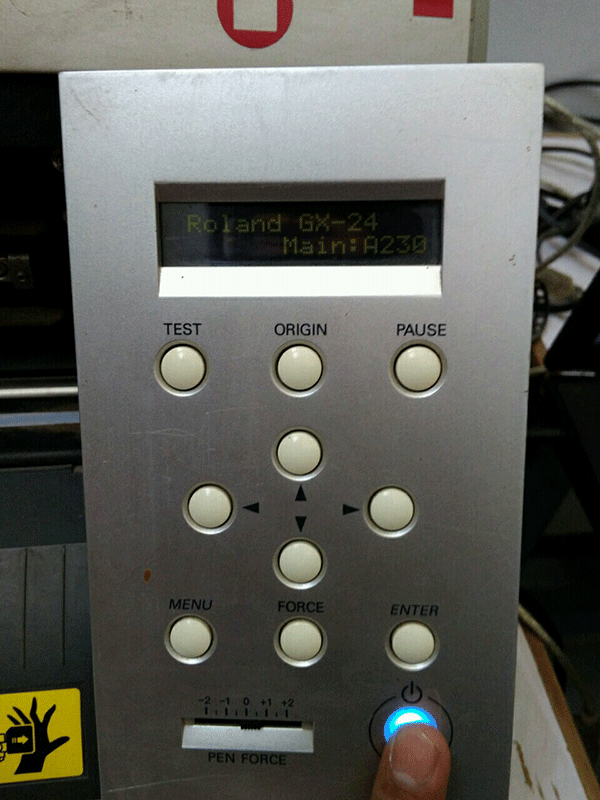 Roland GX-24
Main:A230
TEST ORIGIN PAUSE
MENU FORCE ENTER
-2 -1 0 +1 +2
PEN FORCE